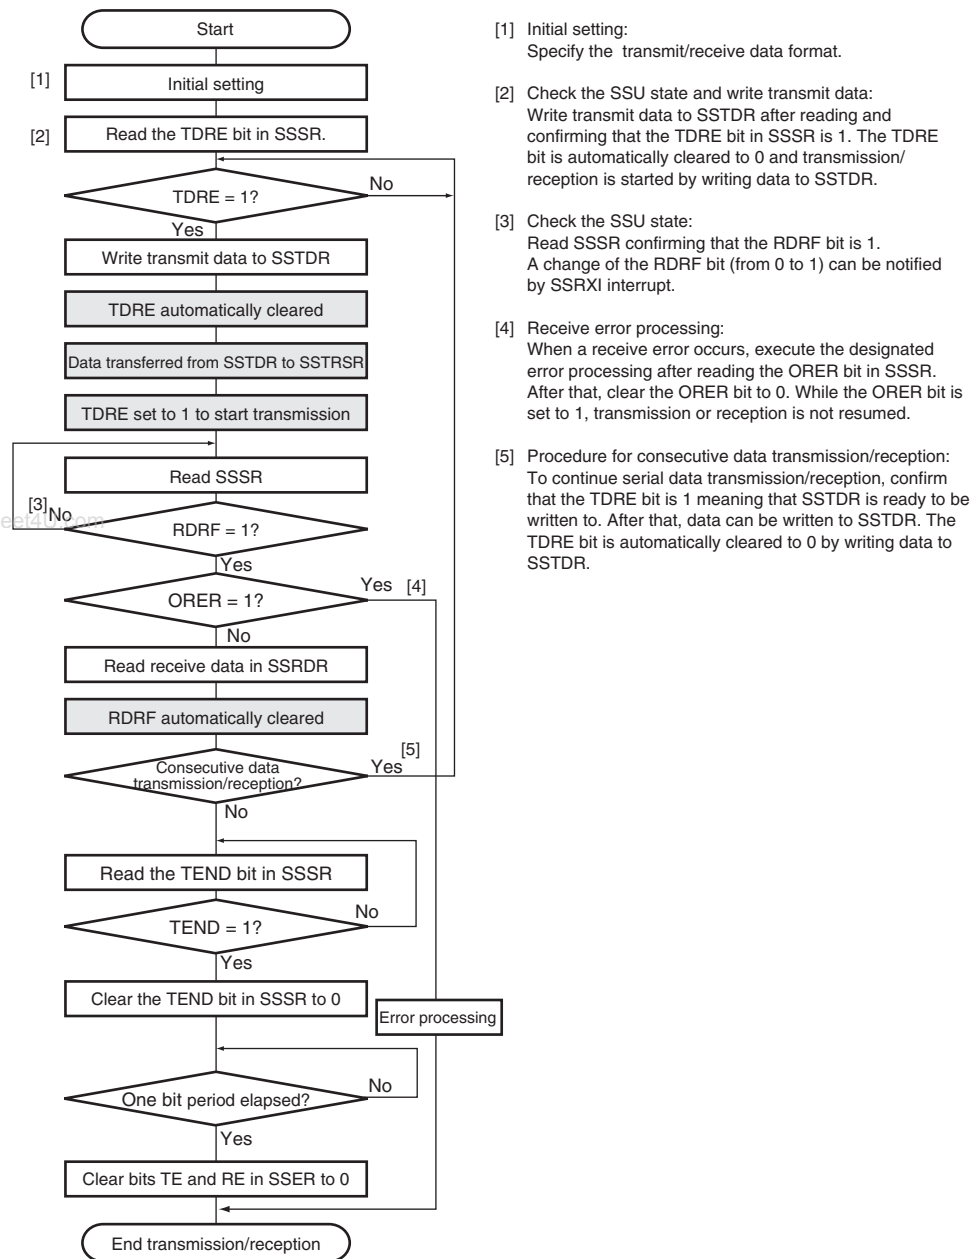 Start
[1] Initial setting
[2] Read the TDRE bit in SSSR.
TDRE = 1?
No
Yes
Write transmit data to SSTDR
TDRE automatically cleared
Data transferred from SSTDR to SSTRSR
TDRE set to 1 to start transmission
Read SSSR
[3]
No
eet4U.com
RDRF = 1?
Yes
Yes [4]
ORER = 1?
No
Read receive data in SSRDR
RDRF automatically cleared
[5]
Yes
Consecutive data
transmission/reception?
No
Read the TEND bit in SSSR
No
TEND = 1?
Yes
Clear the TEND bit in SSSR to 0
Error processing
No
One bit period elapsed?
Yes
Clear bits TE and RE in SSER to 0
End transmission/reception
[1] Initial setting:
Specify the transmit/receive data format.
[2] Check the SSU state and write transmit data:
Write transmit data to SSTDR after reading and
confirming that the TDRE bit in SSSR is 1. The TDRE
bit is automatically cleared to 0 and transmission/
reception is started by writing data to SSTDR.
[3] Check the SSU state:
Read SSSR confirming that the RDRF bit is 1.
A change of the RDRF bit (from 0 to 1) can be notified
by SSRXI interrupt.
[4] Receive error processing:
When a receive error occurs, execute the designated
error processing after reading the ORER bit in SSSR.
After that, clear the ORER bit to 0. While the ORER bit is
set to 1, transmission or reception is not resumed.
[5] Procedure for consecutive data transmission/reception:
To continue serial data transmission/reception, confirm
that the TDRE bit is 1 meaning that SSTDR is ready to be
written to. After that, data can be written to SSTDR. The
TDRE bit is automatically cleared to 0 by writing data to
SSTDR.